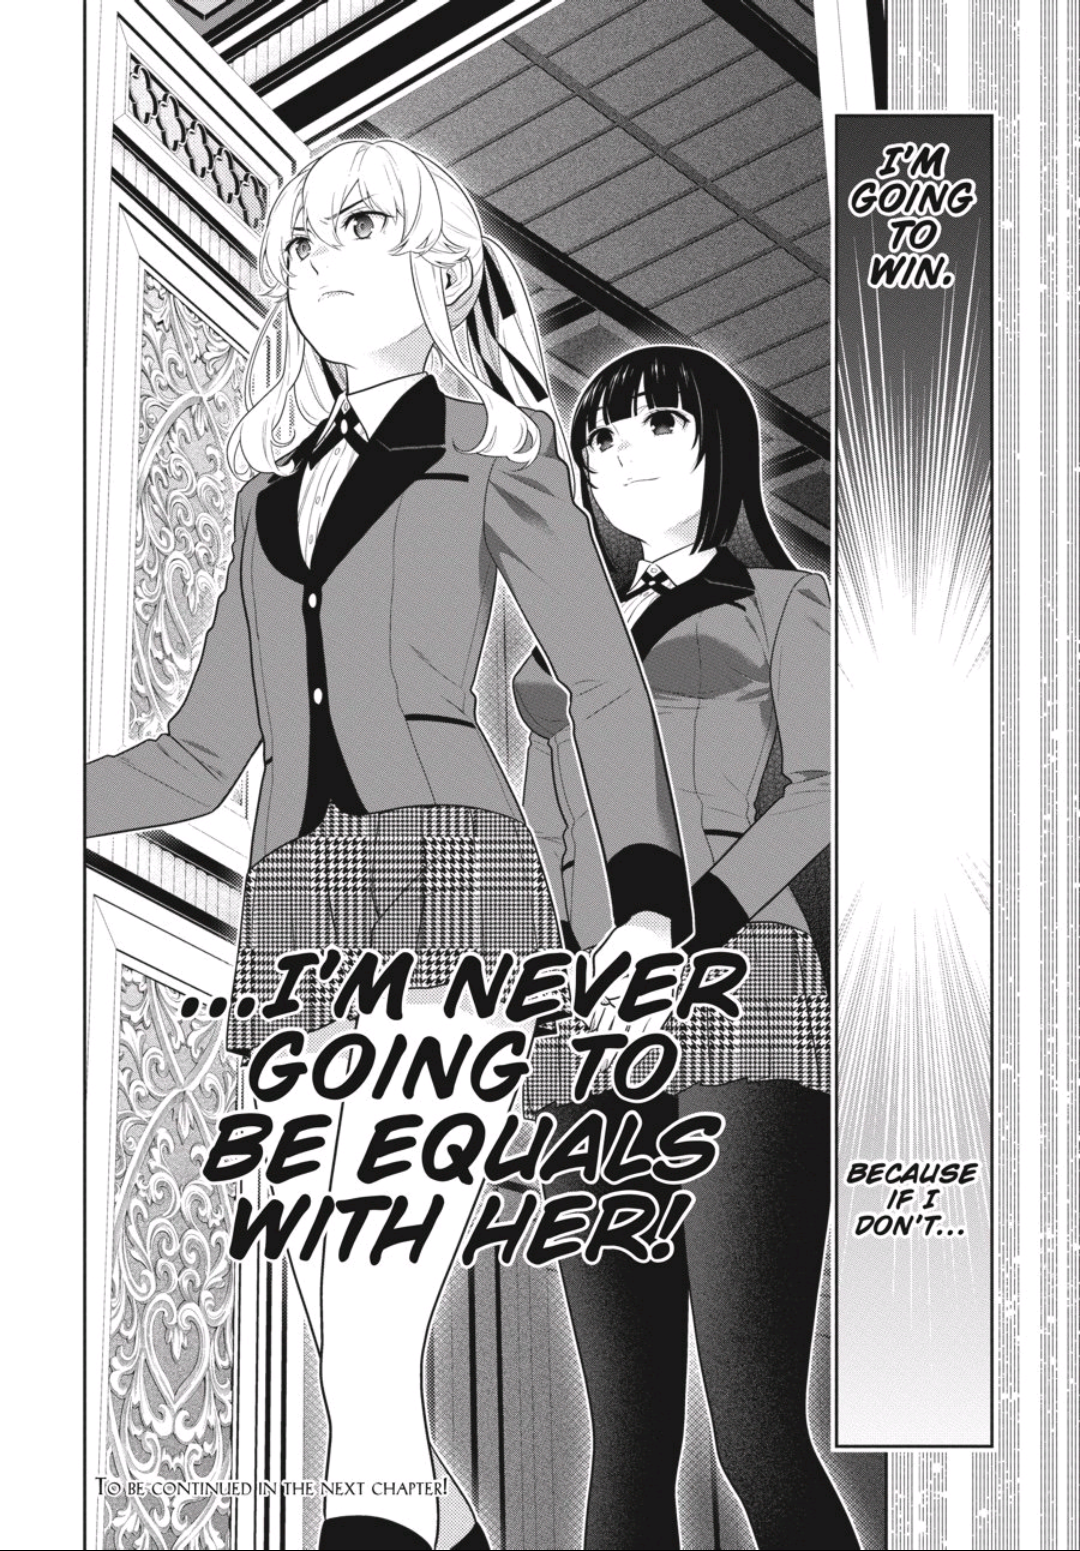 I'M
GOING
TO
WIN.
BECAUSE
IF I
DON'T...
...I'M NEVER
GOING TO
BE EQUALS
WITH HER!
TO BE CONTINUED IN THE NEXT CHAPTER!